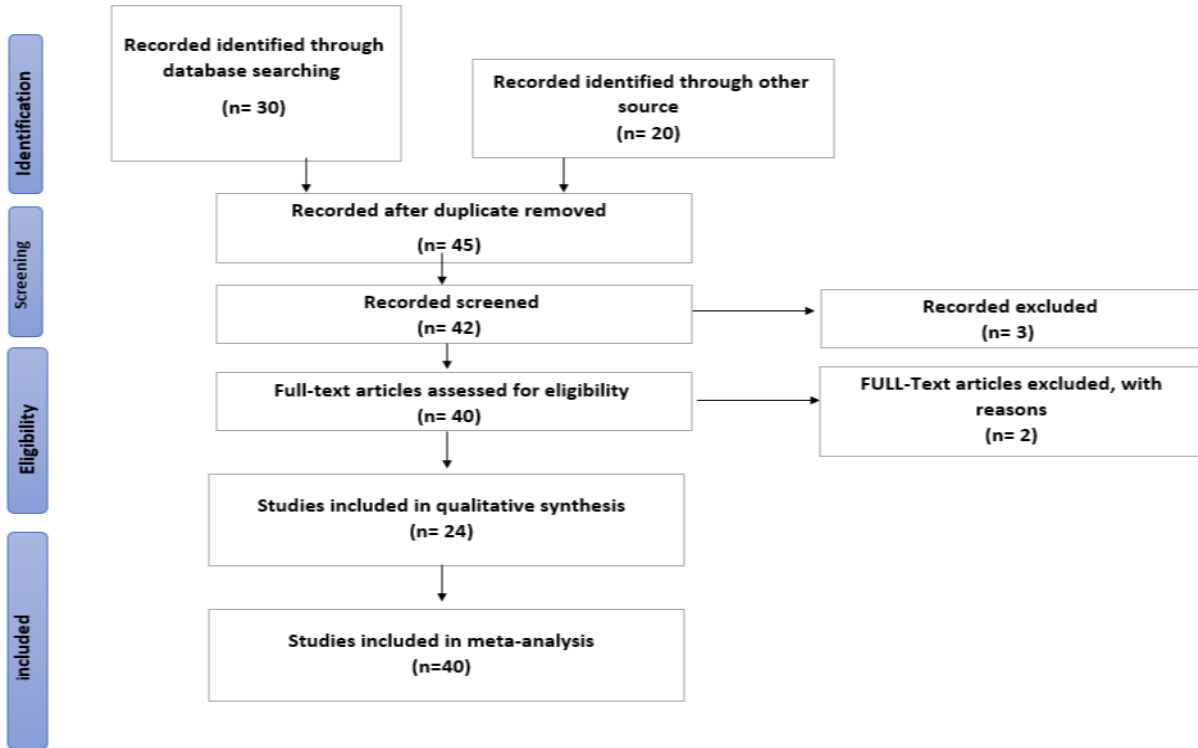 Identification
Recorded identified through
database searching
(n= 30)
Recorded identified through other
source
(n= 20)
Screening
Recorded after duplicate removed
(n= 45)
Recorded screened
(n= 42)
Recorded excluded
(n= 3)
Eligibility
Full-text articles assessed for eligibility
(n= 40)
FULL-Text articles excluded, with
reasons
(n= 2)
Studies included in qualitative synthesis
(n= 24)
included
Studies included in meta-analysis
(n=40)